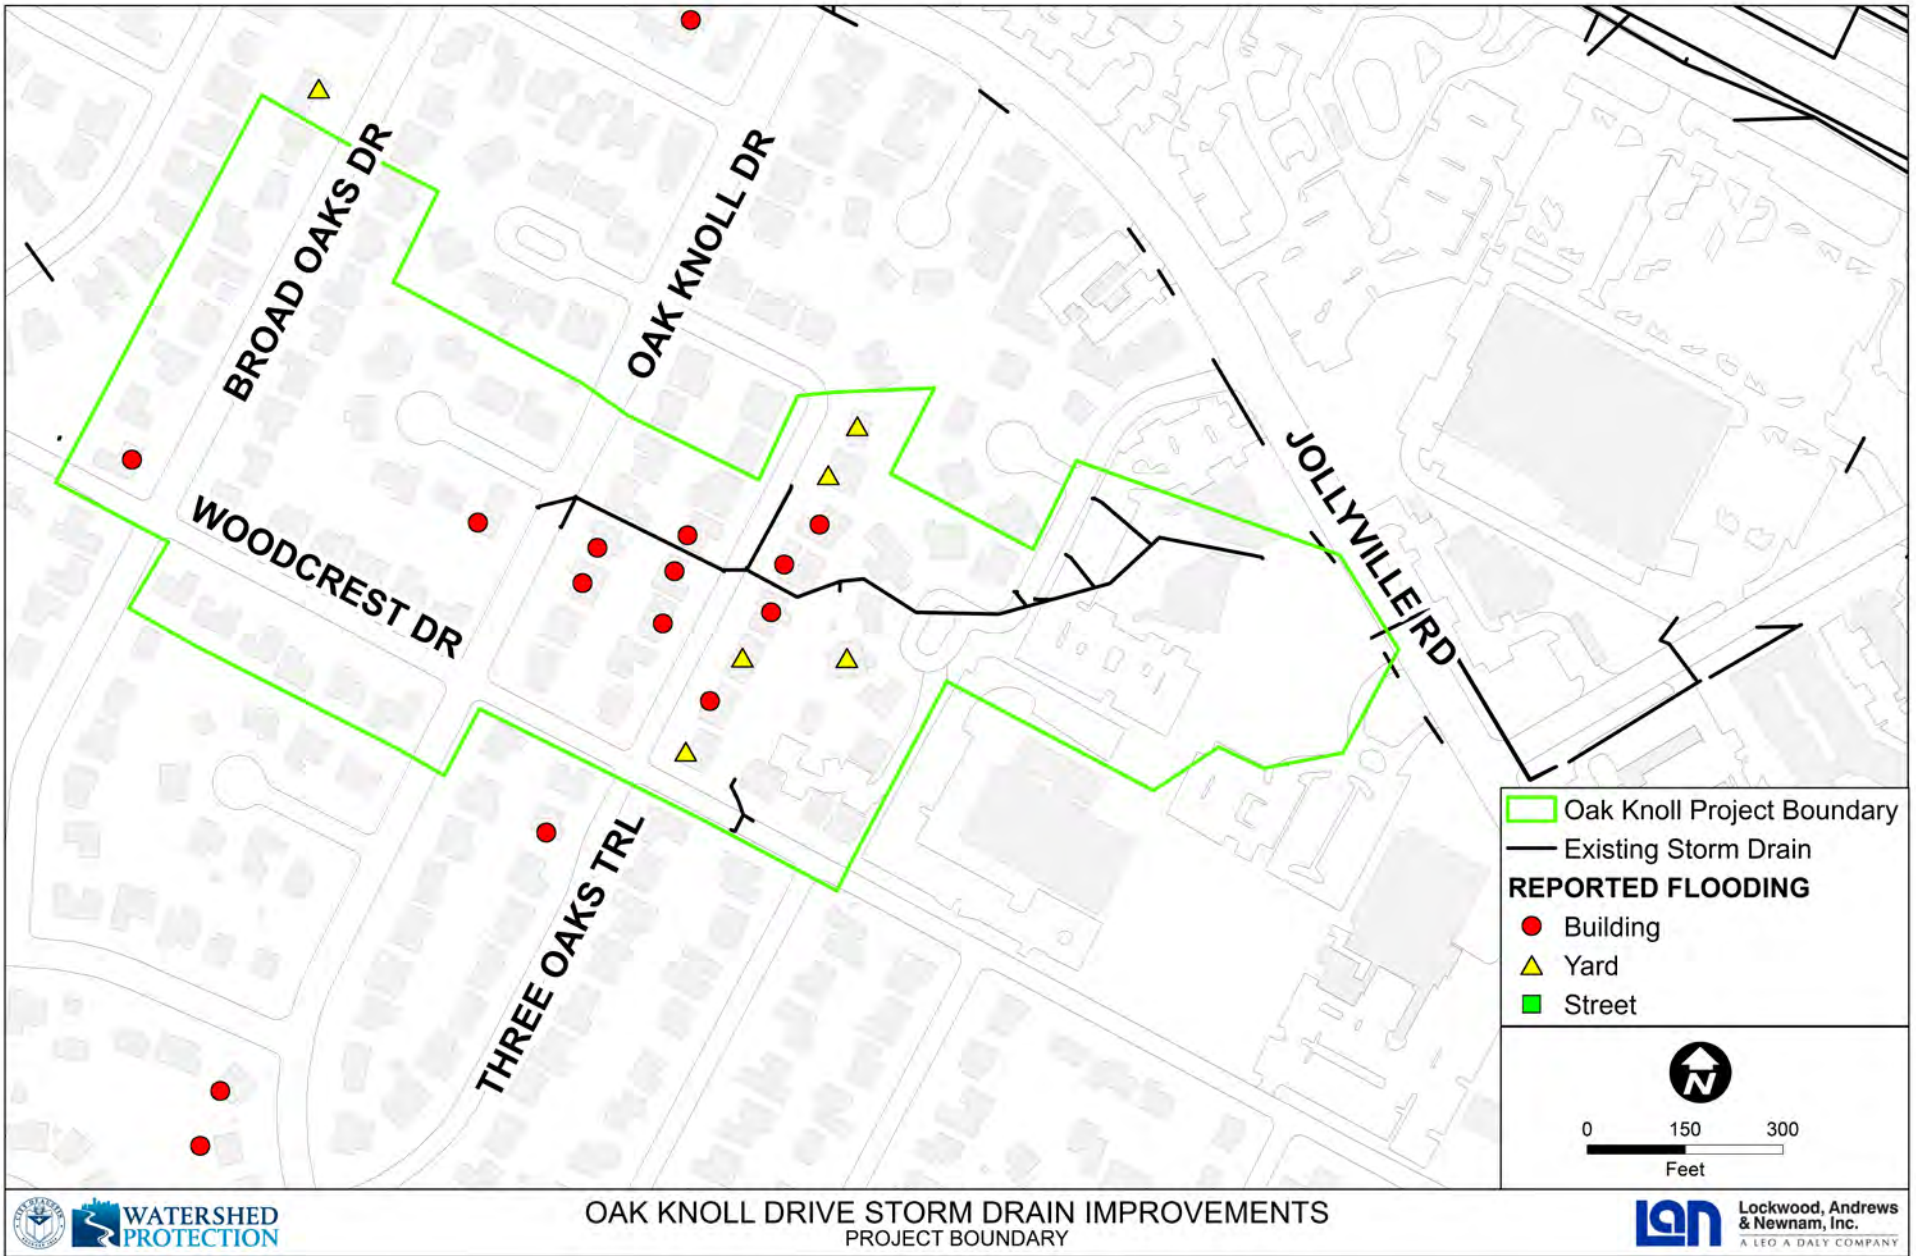 BROAD OAKS DR
OAK KNOLL DR
JOLLYVILLE RD
WOODCREST DR
THREE OAKS TRL
Oak Knoll Project Boundary
Existing Storm Drain
REPORTED FLOODING
Building
Yard
Street
N
0 150 300
Feet
WATERSHED
PROTECTION
OAK KNOLL DRIVE STORM DRAIN IMPROVEMENTS
PROJECT BOUNDARY
LAN
Lockwood, Andrews
& Newnam, Inc.
A LEO A DALY COMPANY